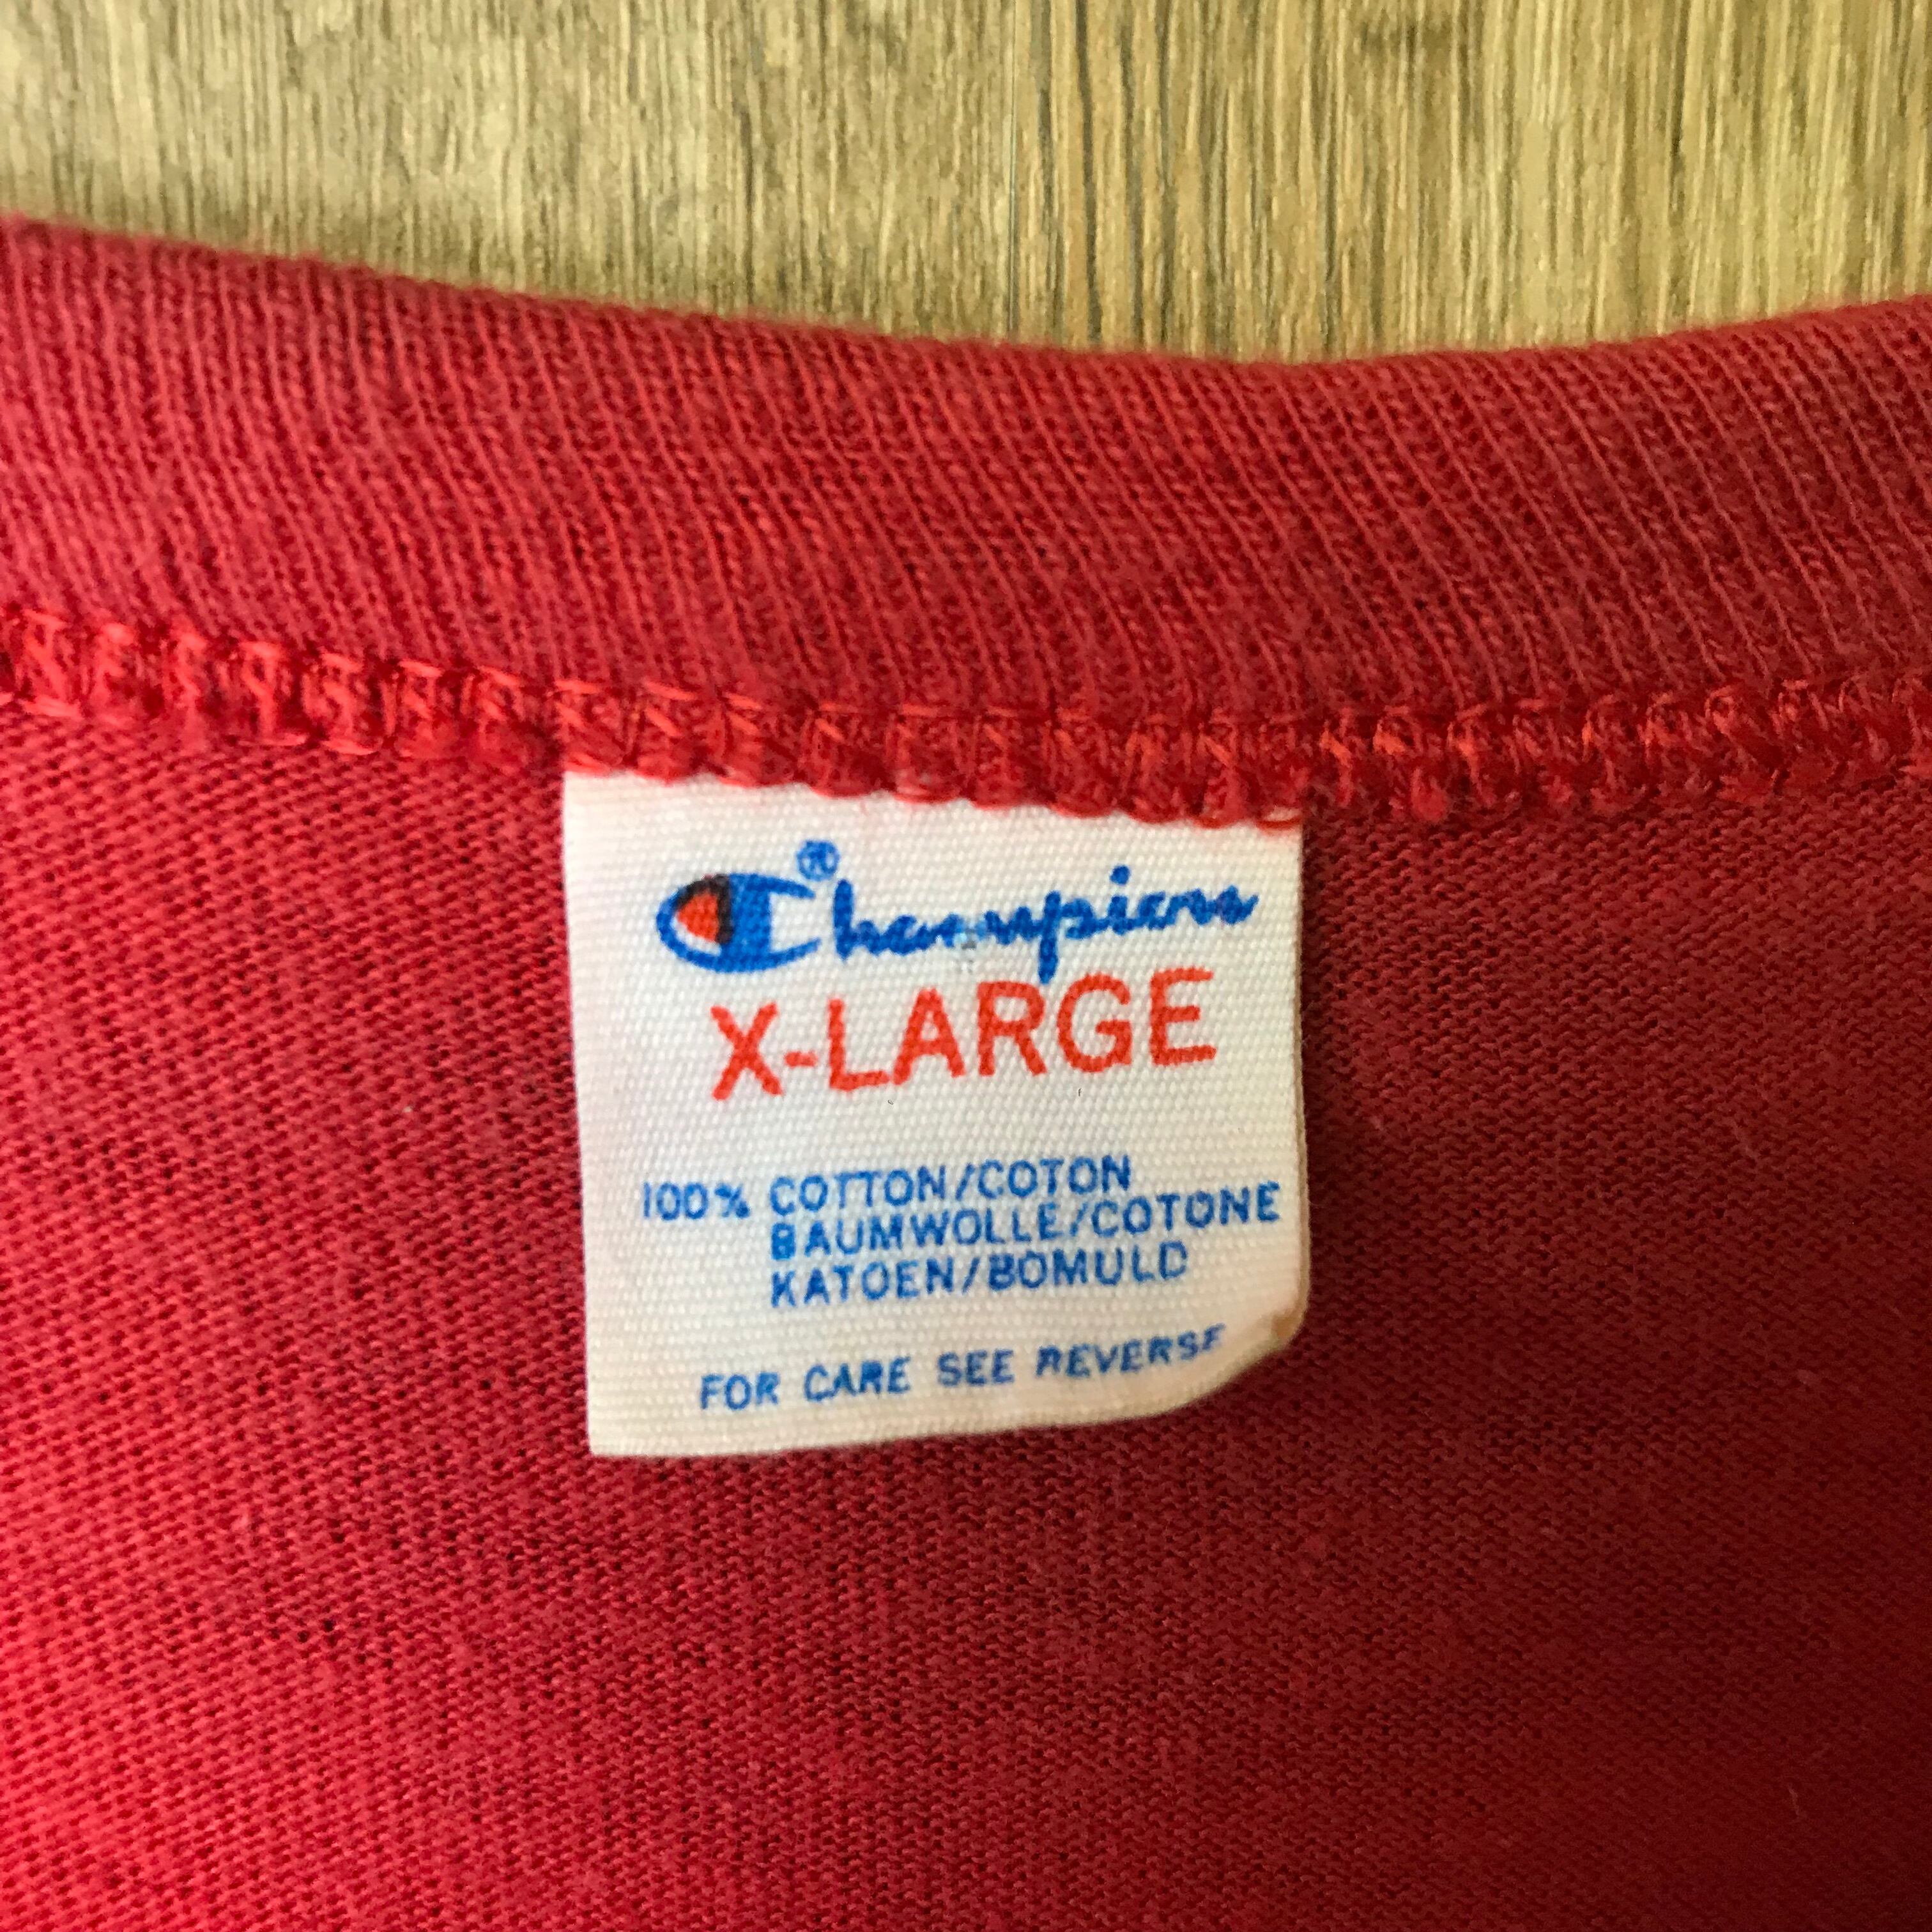 Champion®
X-LARGE
100% COTTON/COTON
BAUMWOLLE/COTONE
KATOEN/BOMULD
FOR CARE SEE REVERSE